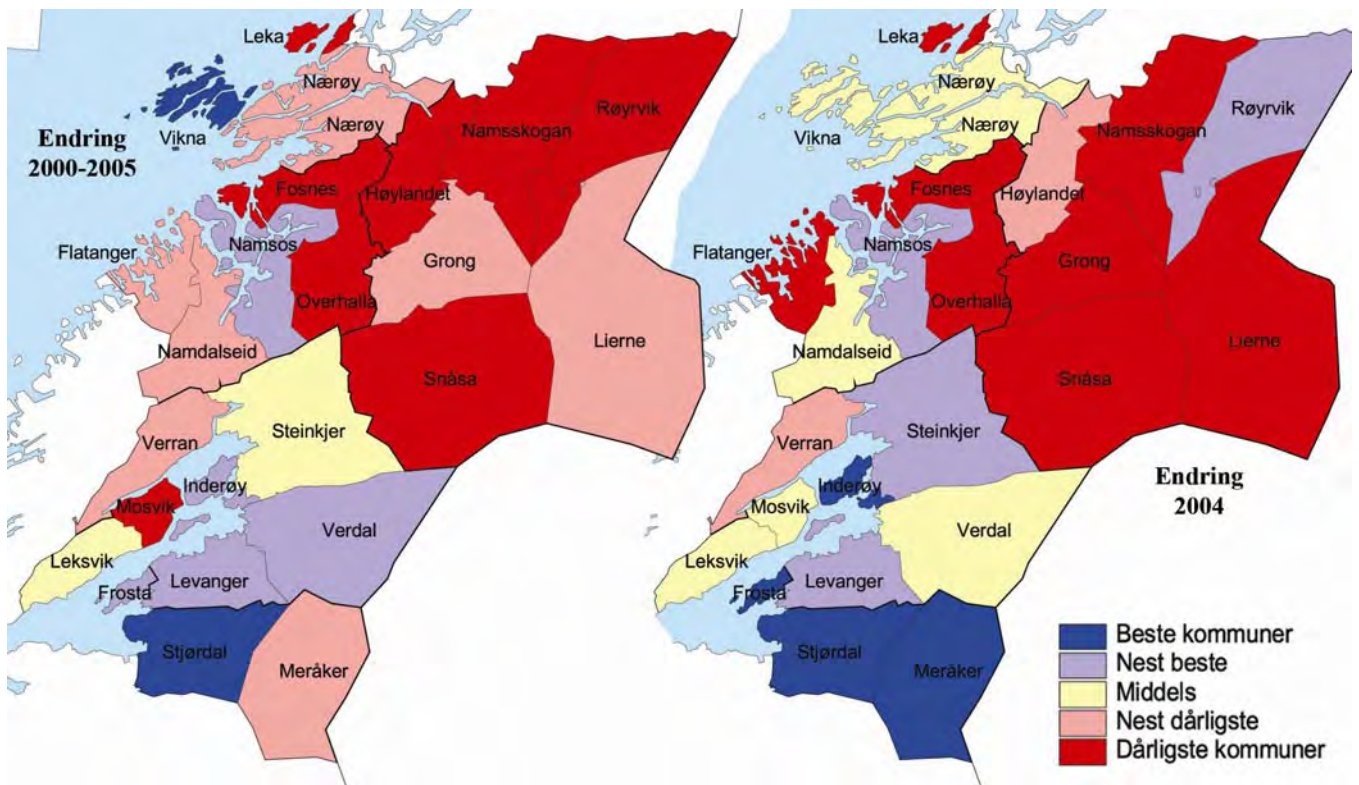 Leka
Nærøy
Nærøy
Vikna
Endring
2000-2005
Namsskogan
Røyrvik
Fosnes
Høylandet
Flatanger
Namsos
Grong
Overhalla
Lierne
Namdalseid
Snåsa
Steinkjer
Verran
Inderøy
Mosvik
Verdal
Leksvik
Levanger
Frosta
Stjørdal
Meråker
Leka
Nærøy
Nærøy
Vikna
Namsskogan
Røyrvik
Fosnes
Høylandet
Flatanger
Namsos
Grong
Overhalla
Lierne
Namdalseid
Snåsa
Steinkjer
Verran
Inderøy
Mosvik
Verdal
Leksvik
Levanger
Frosta
Stjørdal
Meråker
Endring
2004
Beste kommuner
Nest beste
Middels
Nest dårligste
Dårligste kommuner